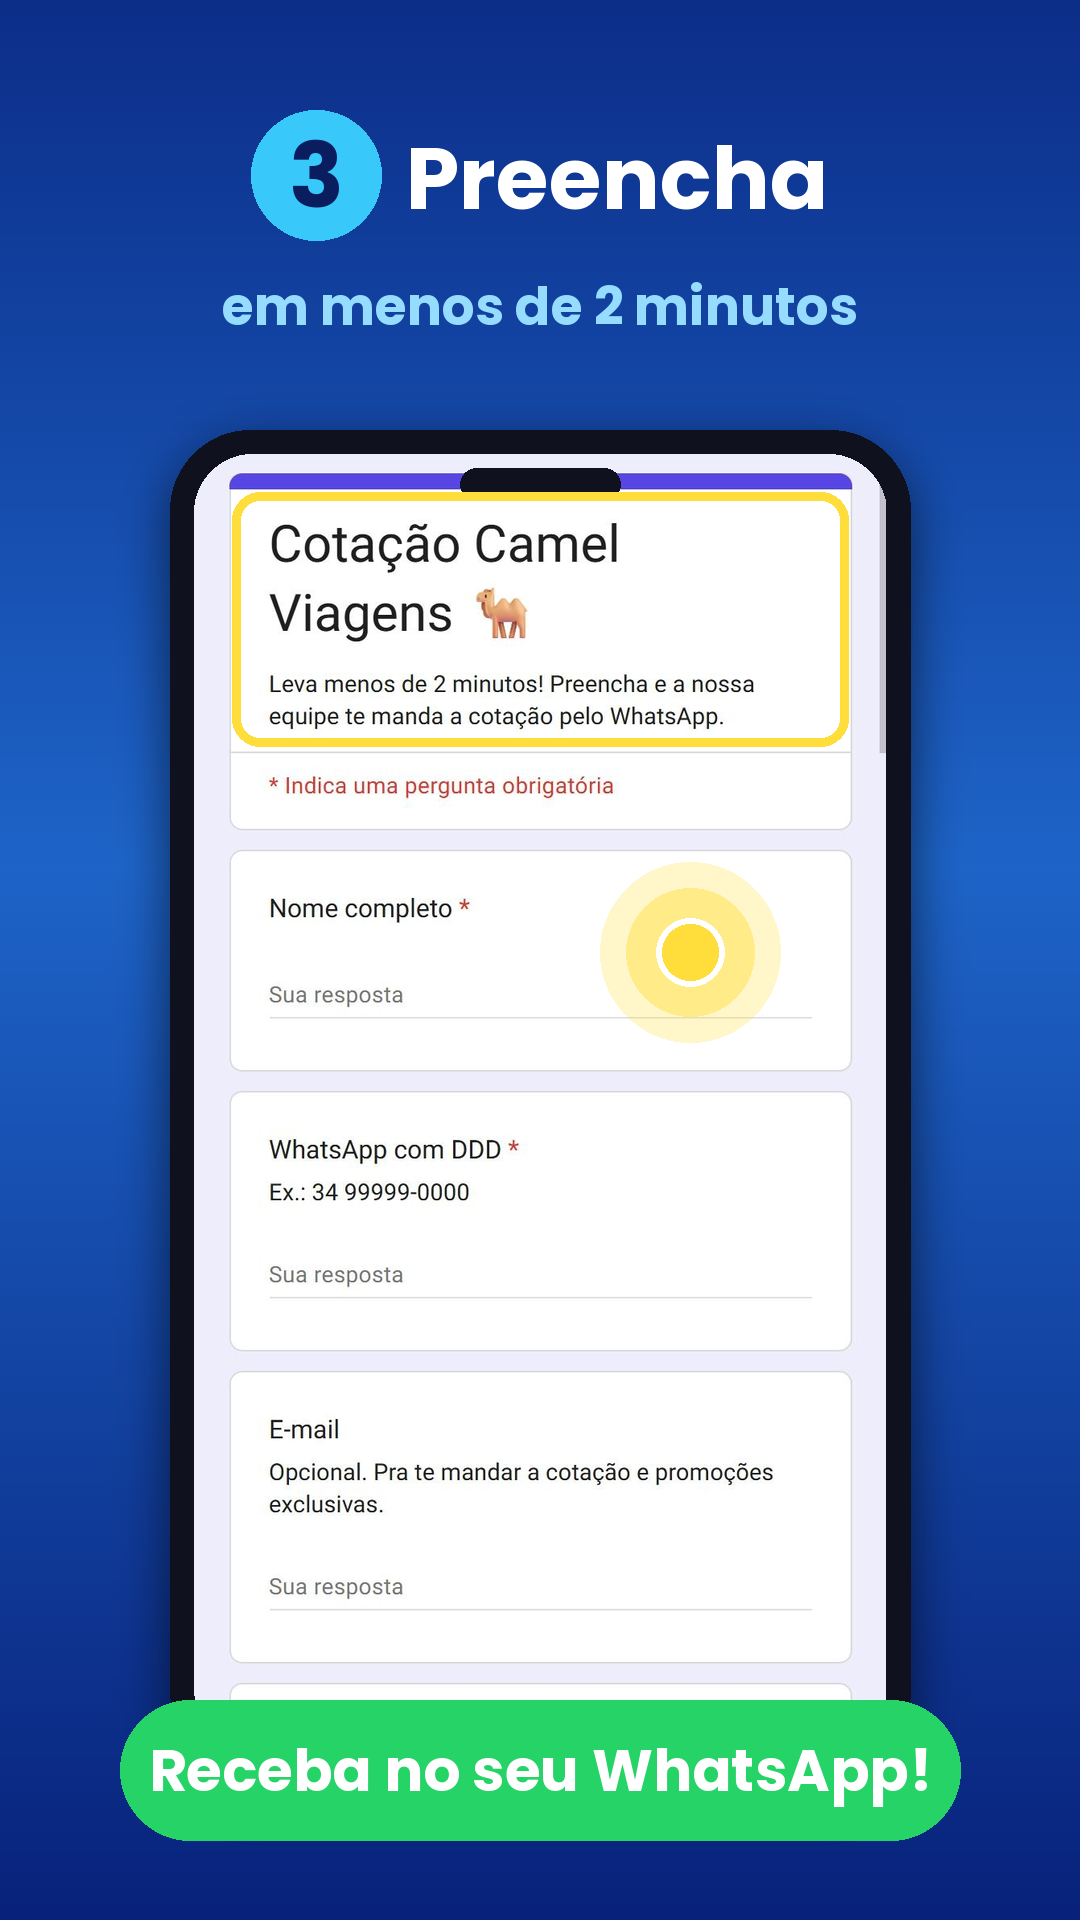 3 Preencha
em menos de 2 minutos
Cotação Camel
Viagens 🐫
Leva menos de 2 minutos! Preencha e a nossa
equipe te manda a cotação pelo WhatsApp.
* Indica uma pergunta obrigatória
Nome completo *
Sua resposta
WhatsApp com DDD *
Ex.: 34 99999-0000
Sua resposta
E-mail
Opcional. Pra te mandar a cotação e promoções
exclusivas.
Sua resposta
Receba no seu WhatsApp!